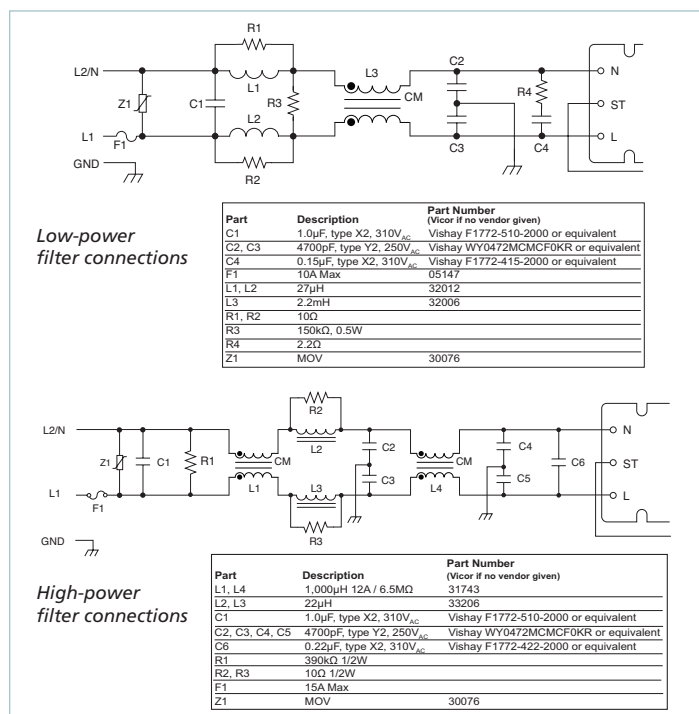 R1
L2/N
L1
Z1
C1
R3
L3
CM
C2
R4
N
ST
L1
F1
L2
C3
C4
L
GND
R2
Low-power
filter connections
Part Description Part Number
(Vicor if no vendor given)
C1 1.0µF, type X2, 310VAC Vishay F1772-510-2000 or equivalent
C2, C3 4700pF, type Y2, 250VAC Vishay WY0472MCMCF0KR or equivalent
C4 0.15µF, type X2, 310VAC Vishay F1772-415-2000 or equivalent
F1 10A Max 05147
L1, L2 27µH 32012
L3 2.2mH 32006
R1, R2 10Ω
R3 150kΩ, 0.5W
R4 2.2Ω
Z1 MOV 30076
R2
L2/N
L2
N
Z1
C1
R1
CM
C2
CM
C4
C6
ST
L1
L1
L3
C3
L4
C5
L
F1
R3
GND
High-power
filter connections
Part Description Part Number
(Vicor if no vendor given)
L1, L4 1,000µH 12A / 6.5MΩ 31743
L2, L3 22µH 33206
C1 1.0µF, type X2, 310VAC Vishay F1772-510-2000 or equivalent
C2, C3, C4, C5 4700pF, type Y2, 250VAC Vishay WY0472MCMCF0KR or equivalent
C6 0.22µF, type X2, 310VAC Vishay F1772-422-2000 or equivalent
R1 390kΩ 1/2W
R2, R3 10Ω 1/2W
F1 15A Max
Z1 MOV 30076